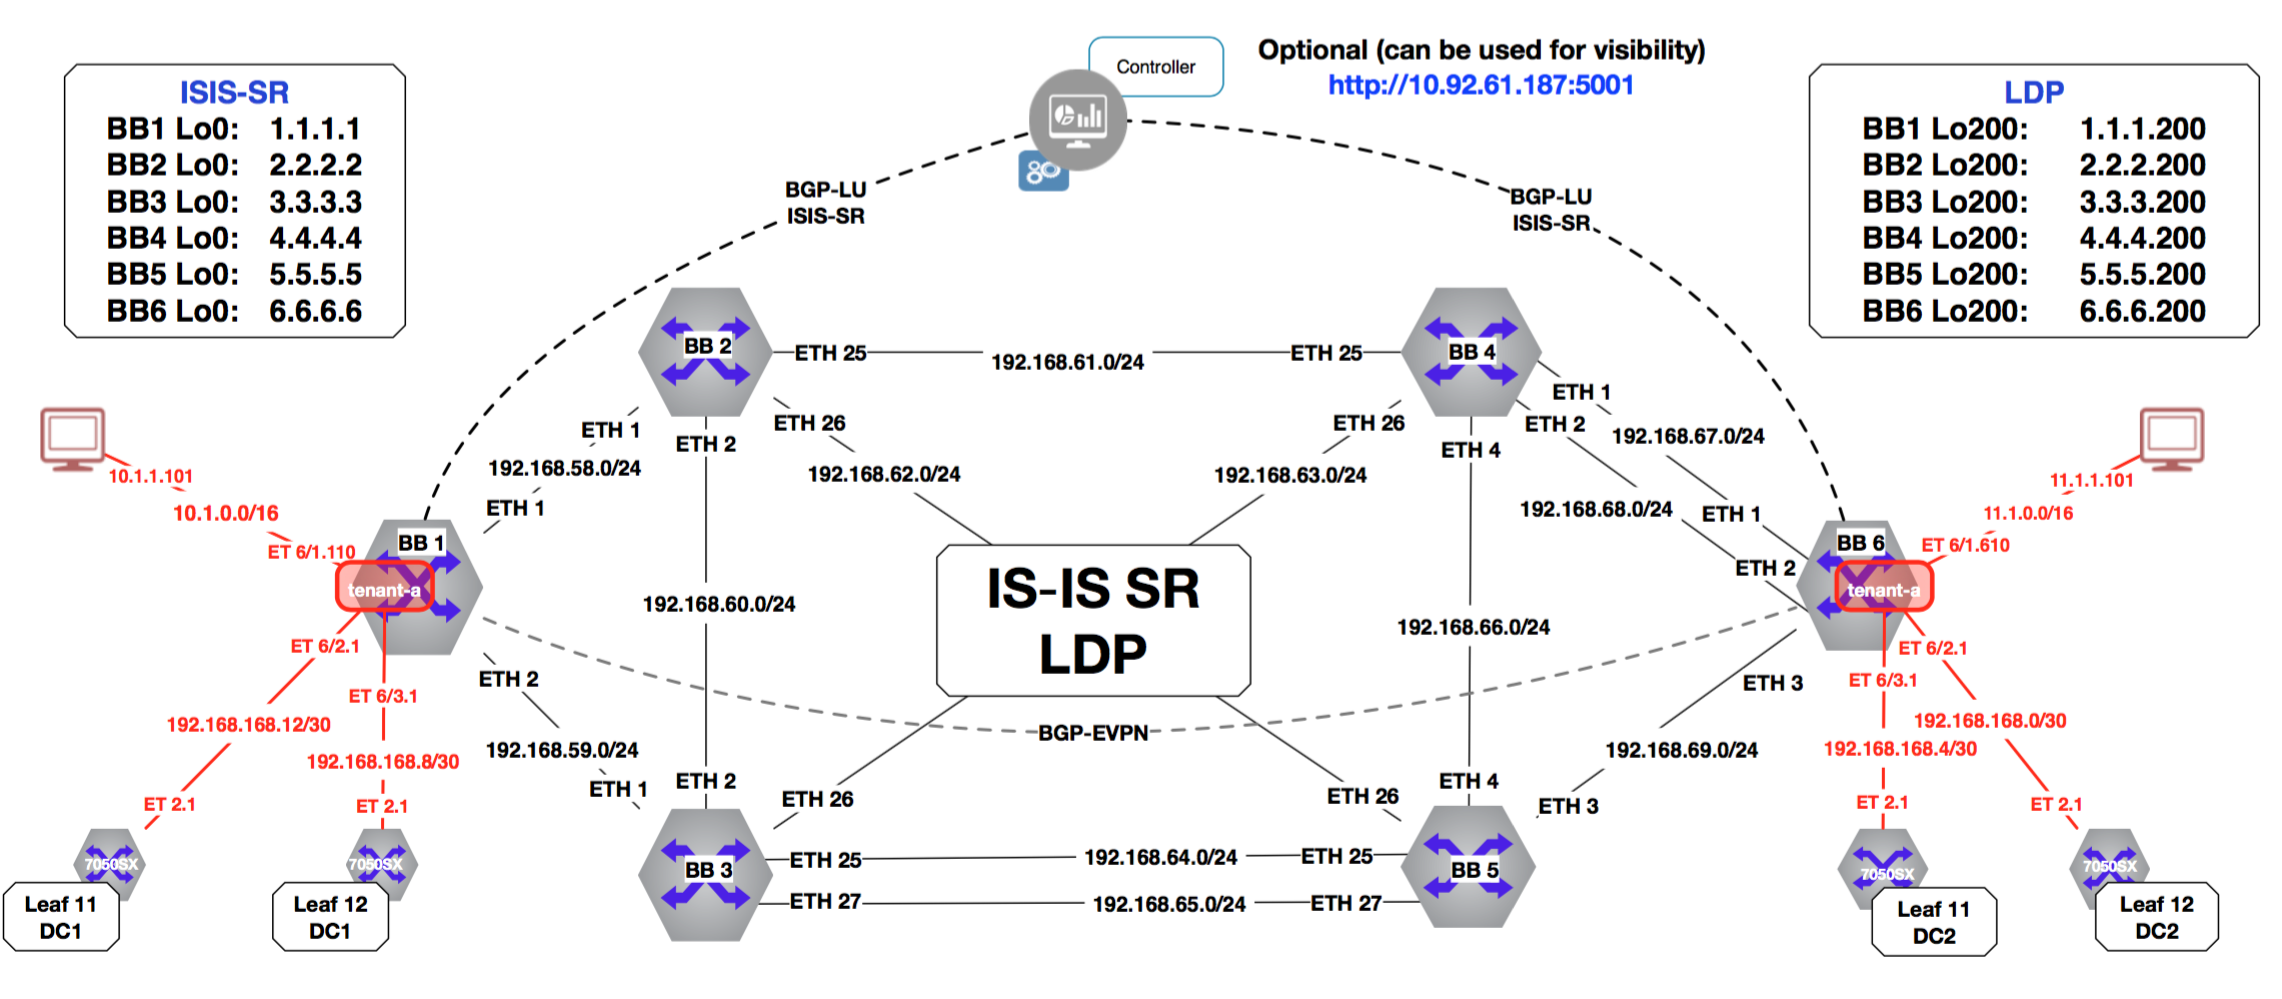 Controller
Optional (can be used for visibility)
http://10.92.61.187:5001
ISIS-SR
BB1 Lo0: 1.1.1.1
BB2 Lo0: 2.2.2.2
BB3 Lo0: 3.3.3.3
BB4 Lo0: 4.4.4.4
BB5 Lo0: 5.5.5.5
BB6 Lo0: 6.6.6.6
LDP
BB1 Lo200: 1.1.1.200
BB2 Lo200: 2.2.2.200
BB3 Lo200: 3.3.3.200
BB4 Lo200: 4.4.4.200
BB5 Lo200: 5.5.5.200
BB6 Lo200: 6.6.6.200
BGP-LU
ISIS-SR
BGP-LU
ISIS-SR
BB 2
ETH 25
192.168.61.0/24
ETH 25
BB 4
ETH 1
ETH 26
ETH 2
ETH 26
ETH 4
ETH 1
ETH 2
192.168.67.0/24
192.168.58.0/24
192.168.62.0/24
192.168.63.0/24
192.168.68.0/24
ETH 1
ETH 1
ETH 2
10.1.1.101
10.1.0.0/16
ET 6/1.110
BB 1
tenant-a
11.1.1.101
11.1.0.0/16
ET 6/1.610
BB 6
tenant-a
192.168.60.0/24
IS-IS SR
LDP
192.168.66.0/24
ET 6/2.1
ET 6/3.1
ETH 2
ETH 3
ET 6/2.1
ET 6/3.1
192.168.168.12/30
192.168.168.8/30
192.168.59.0/24
BGP-EVPN
192.168.69.0/24
192.168.168.0/30
192.168.168.4/30
ETH 1
ETH 2
ETH 26
ETH 26
ETH 4
ETH 3
ET 2.1
ET 2.1
ET 2.1
ET 2.1
7050SX
7050SX
BB 3
ETH 25
192.168.64.0/24
ETH 25
BB 5
7050SX
7050SX
ETH 27
192.168.65.0/24
ETH 27
Leaf 11
DC1
Leaf 12
DC1
Leaf 11
DC2
Leaf 12
DC2